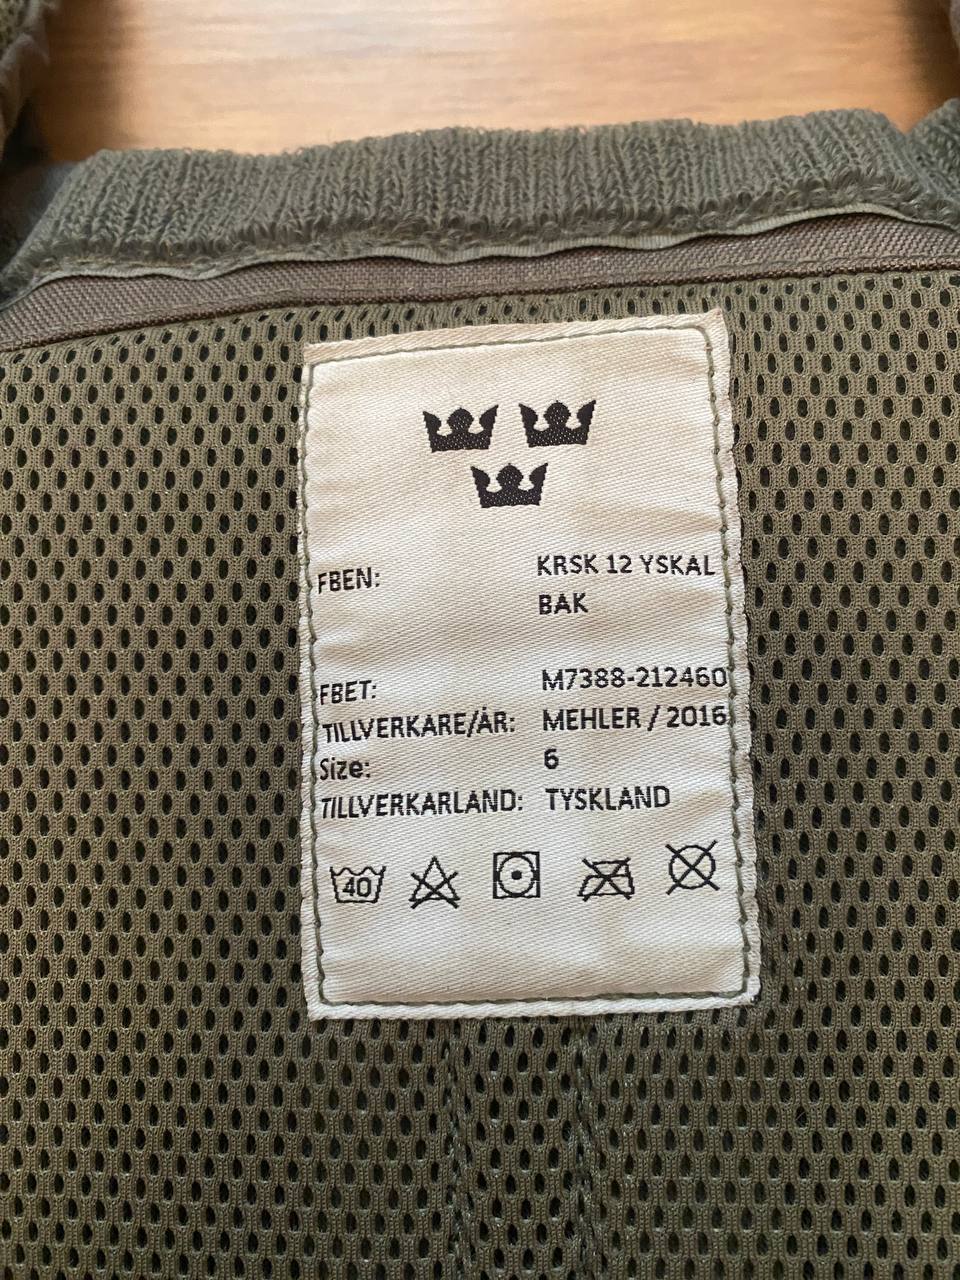 FBEN: KRSK 12 YSKAL
BAK
FBET: M7388-212460
TILLVERKARE/ÅR: MEHLER / 2016
Size: 6
TILLVERKARLAND: TYSKLAND
40